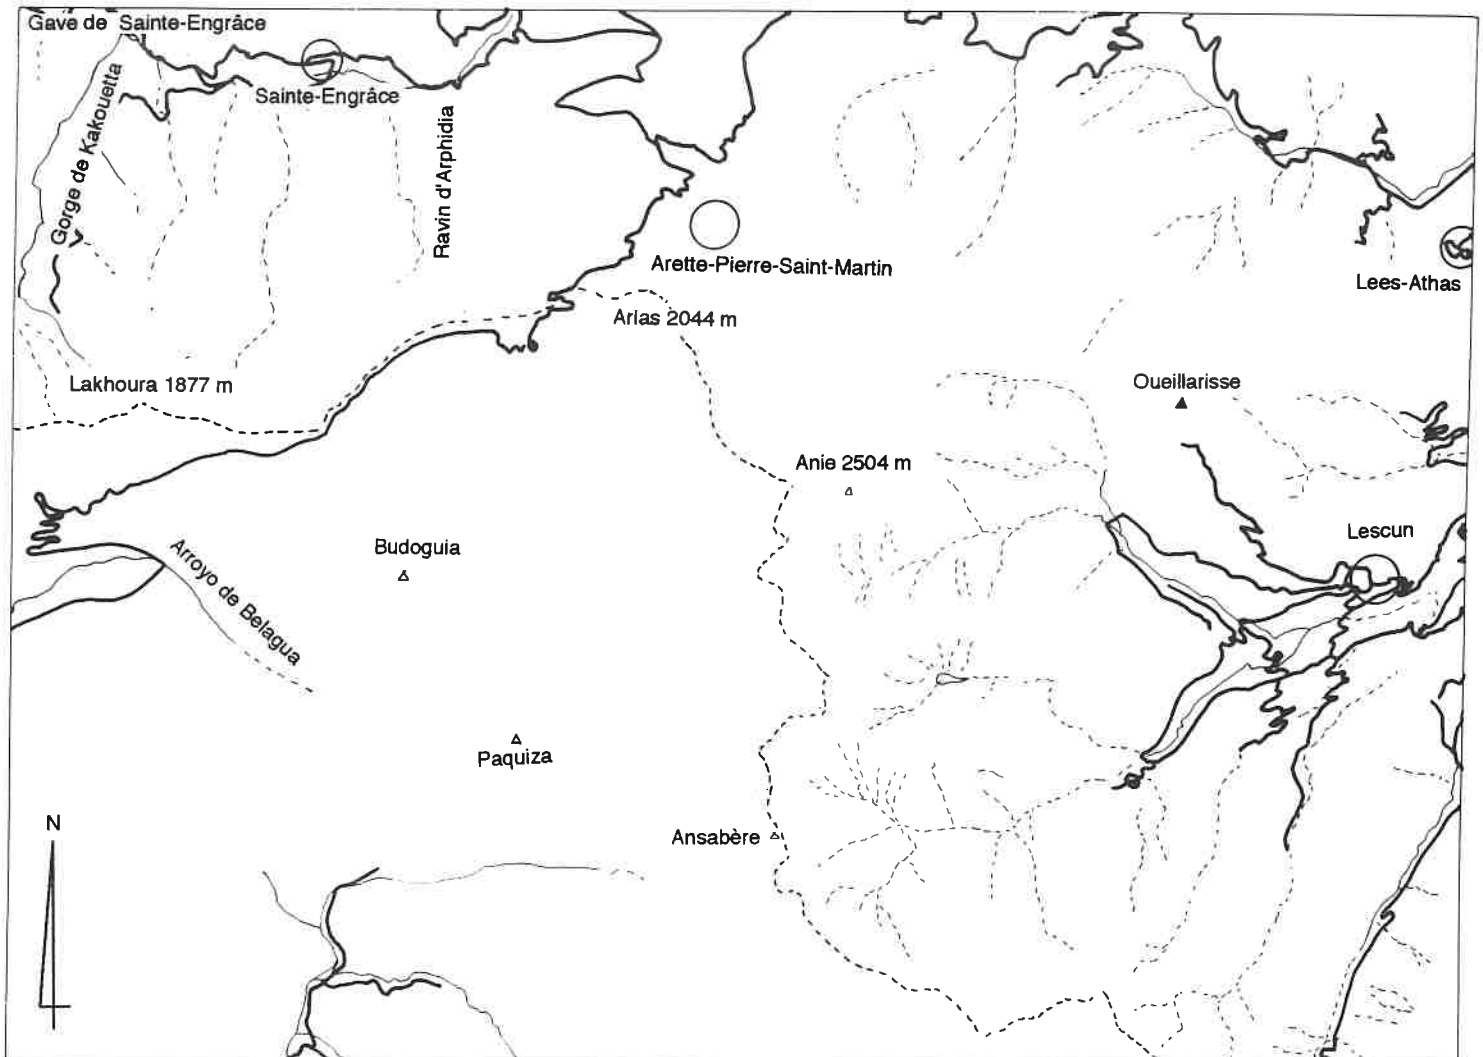 Gave de Sainte-Engrâce
Sainte-Engrâce
Gorge de Kakouetta
Ravin d'Arphidia
Arette-Pierre-Saint-Martin
Lees-Athas
Arlas 2044 m
Lakhoura 1877 m
Oueillarisse
Anie 2504 m
Lescun
Budoguia
Arroyo de Belagua
Paquiza
Ansabère
N